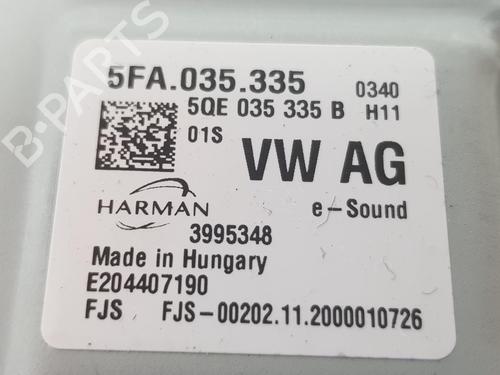 B-PARTS
5FA.035.335 0340
5QE 035 335 B H11
01S
VW AG
HARMAN e-Sound
3995348
Made in Hungary
E204407190
FJS FJS-00202.11.2000010726